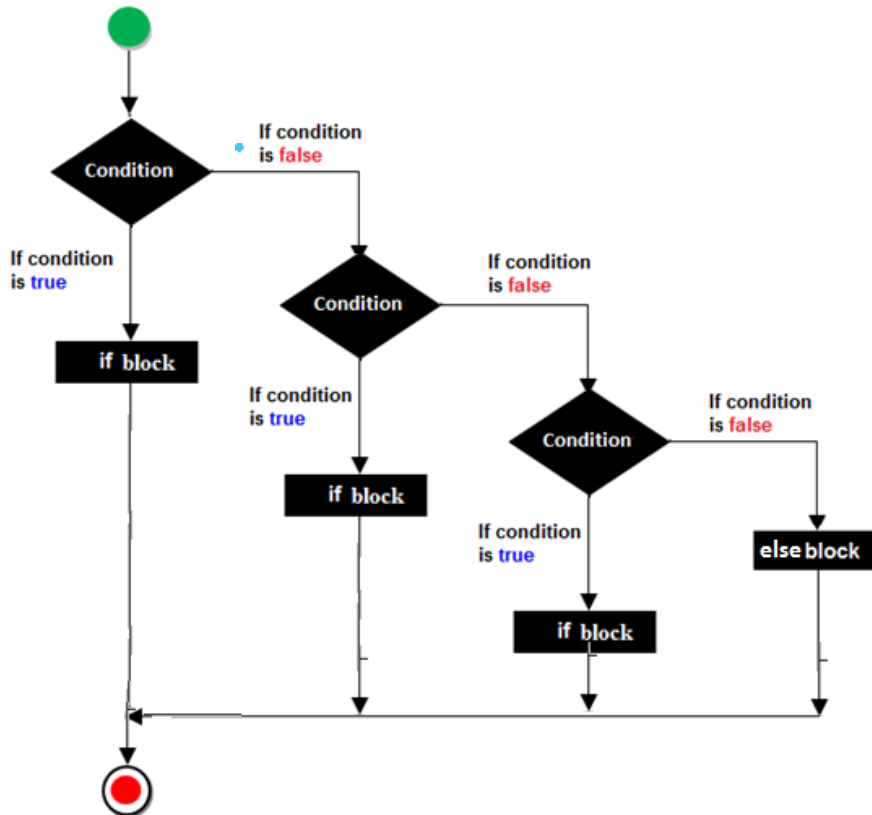 Condition
If condition
is false
If condition
is true
if block
Condition
If condition
is false
If condition
is true
if block
Condition
If condition
is false
If condition
is true
if block
else block